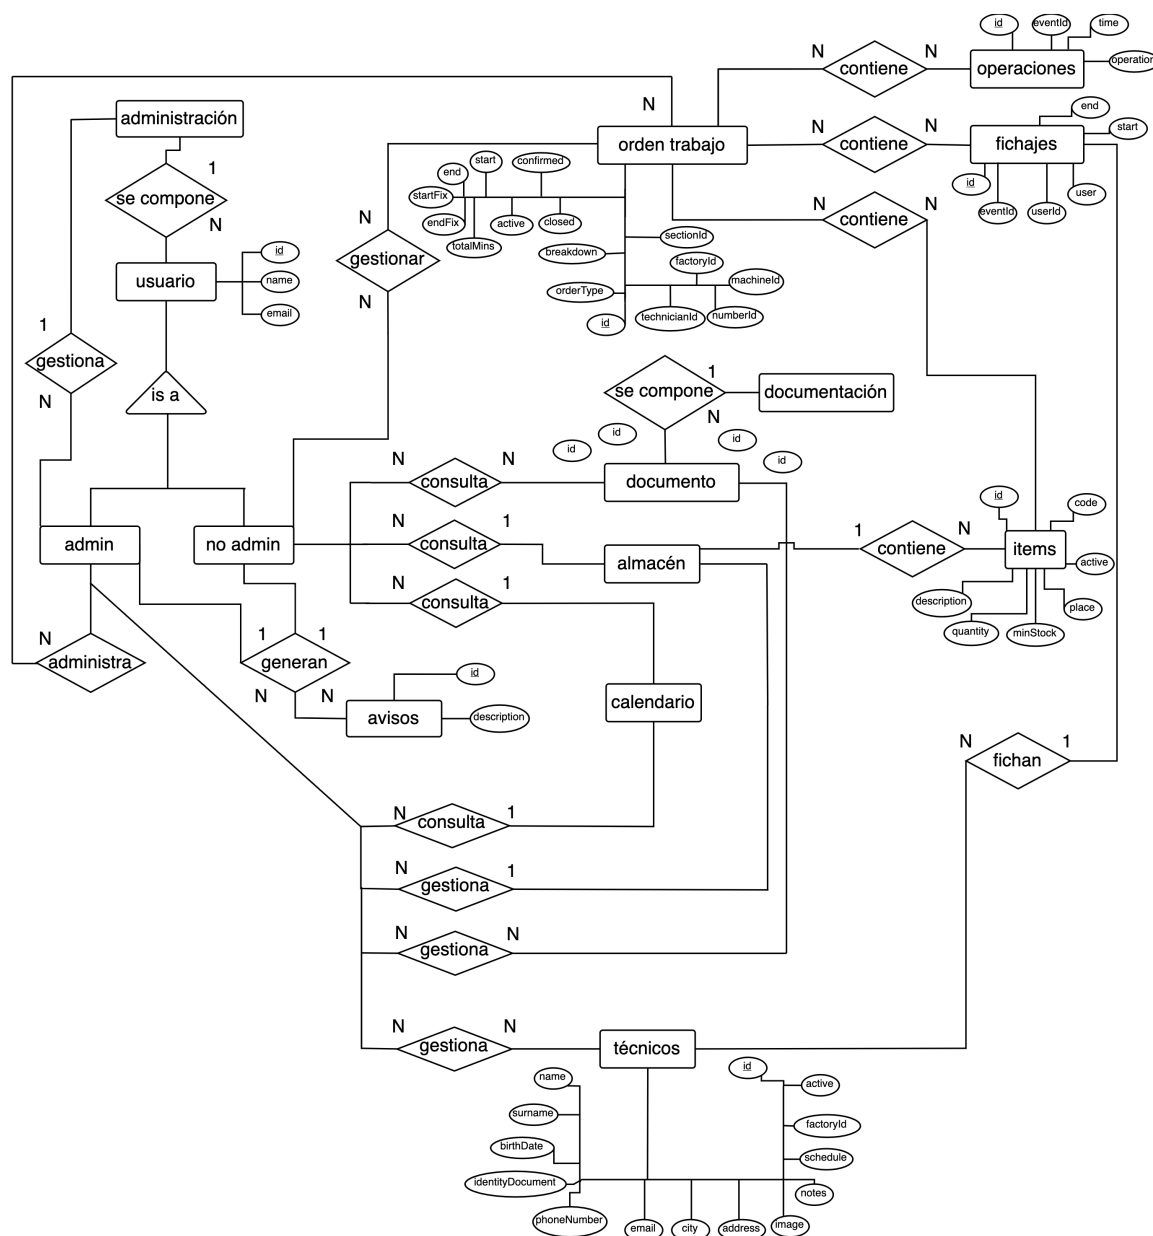 id
eventId
time
N
N
contiene
operaciones
operation
N
administración
end
orden trabajo
N
N
contiene
fichajes
start
1
se compone
N
start
confirmed
end
startFix
endFix
totalMins
active
closed
id
eventId
userId
user
N
N
contiene
N
gestionar
N
sectionId
breakdown
factoryId
machineId
orderType
technicianId
numberId
id
usuario
id
name
email
1
gestiona
N
is a
se compone
1
N
documentación
id
id
id
id
N
consulta
N
documento
admin
no admin
N
consulta
1
almacén
1
contiene
N
id
code
items
active
description
place
quantity
minStock
N
consulta
1
N
administra
1
1
generan
N
N
id
avisos
description
calendario
N
fichan
1
N
consulta
1
N
gestiona
1
N
gestiona
N
N
gestiona
N
técnicos
name
surname
birthDate
identityDocument
phoneNumber
email
city
address
image
notes
schedule
factoryId
active
id